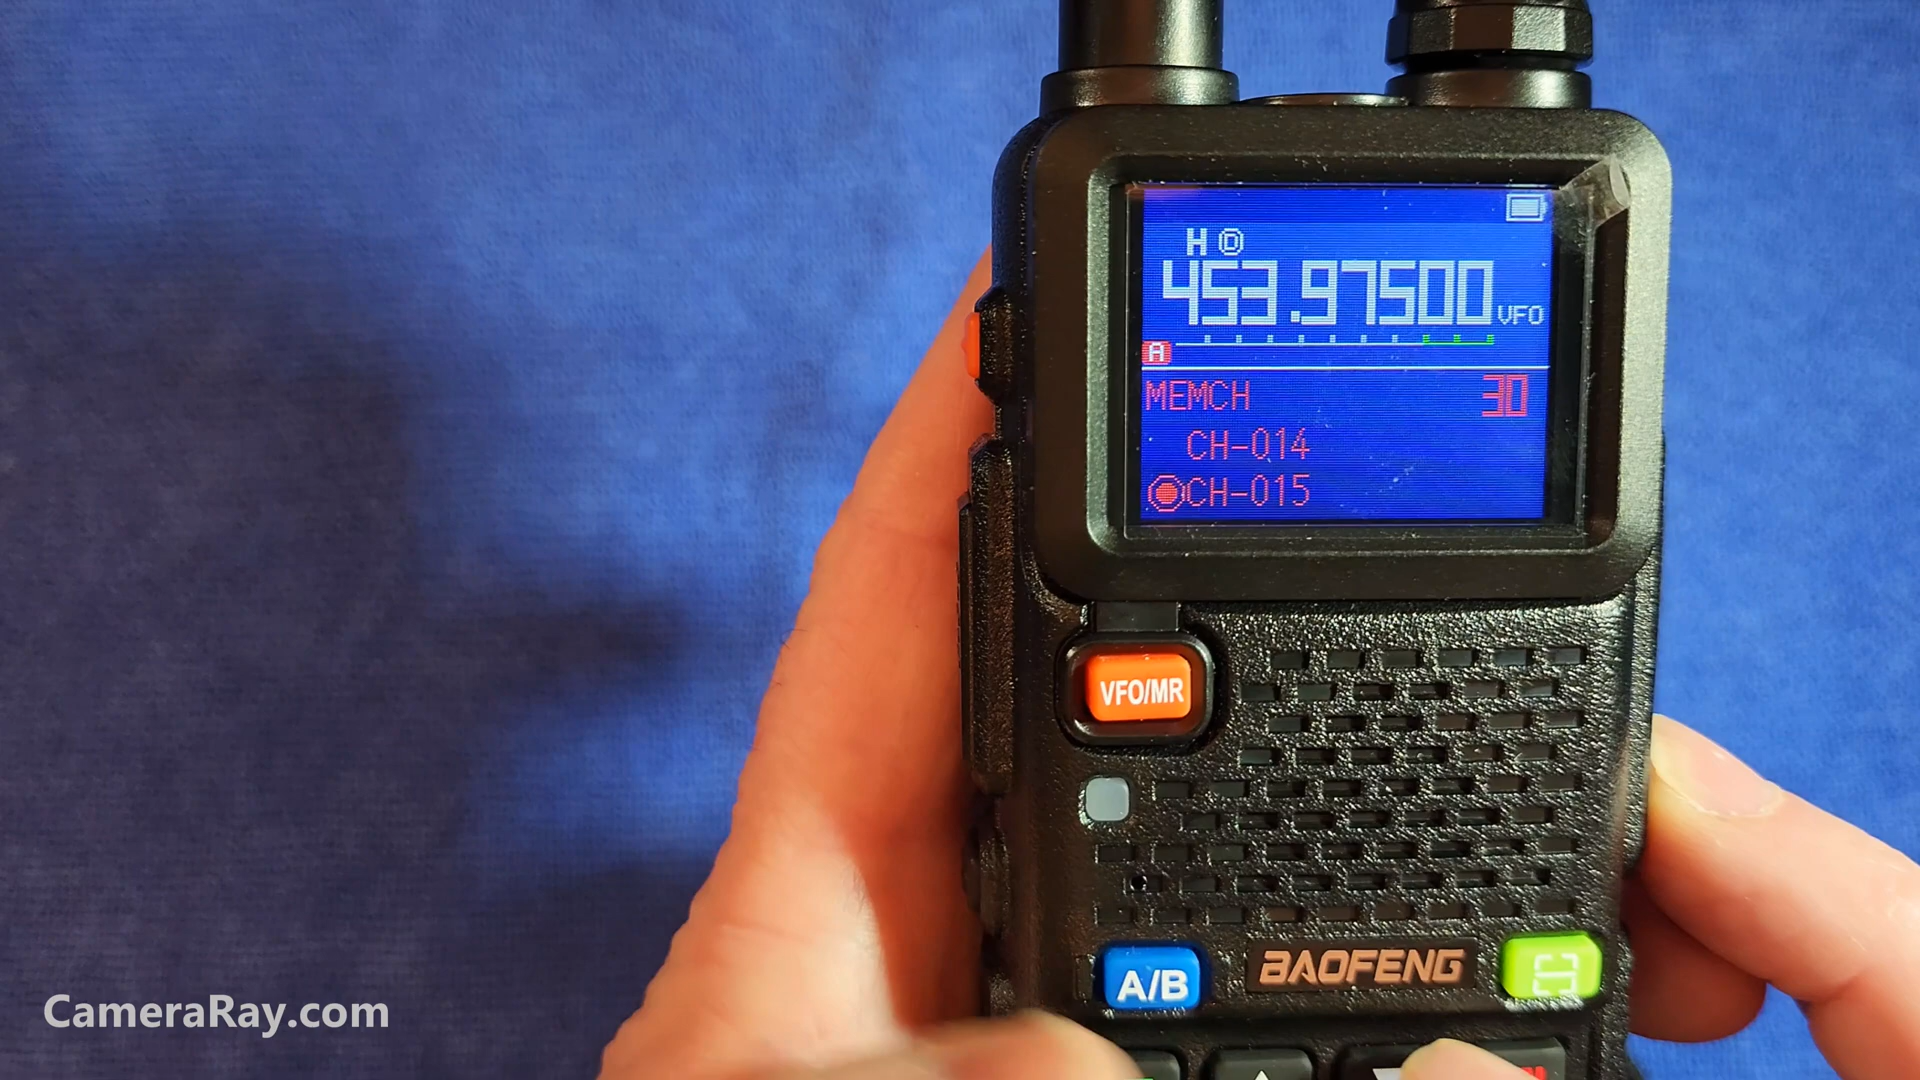 H D
453.97500 VFO
A
MEMCH 30
CH-014
CH-015
VFO/MR
A/B
BAOFENG
CameraRay.com